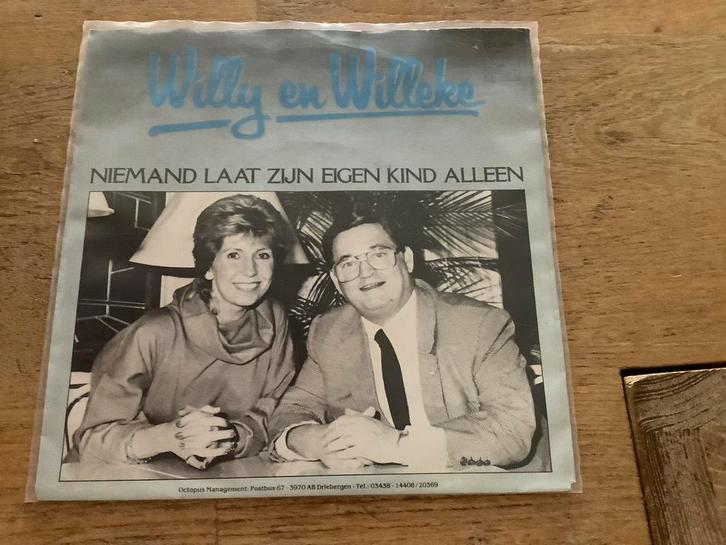 Willy en Willeke
NIEMAND LAAT ZIJN EIGEN KIND ALLEEN
Octopus Management: Postbus 67 - 3970 AB Driebergen - Tel.: 03438 - 14408/20369